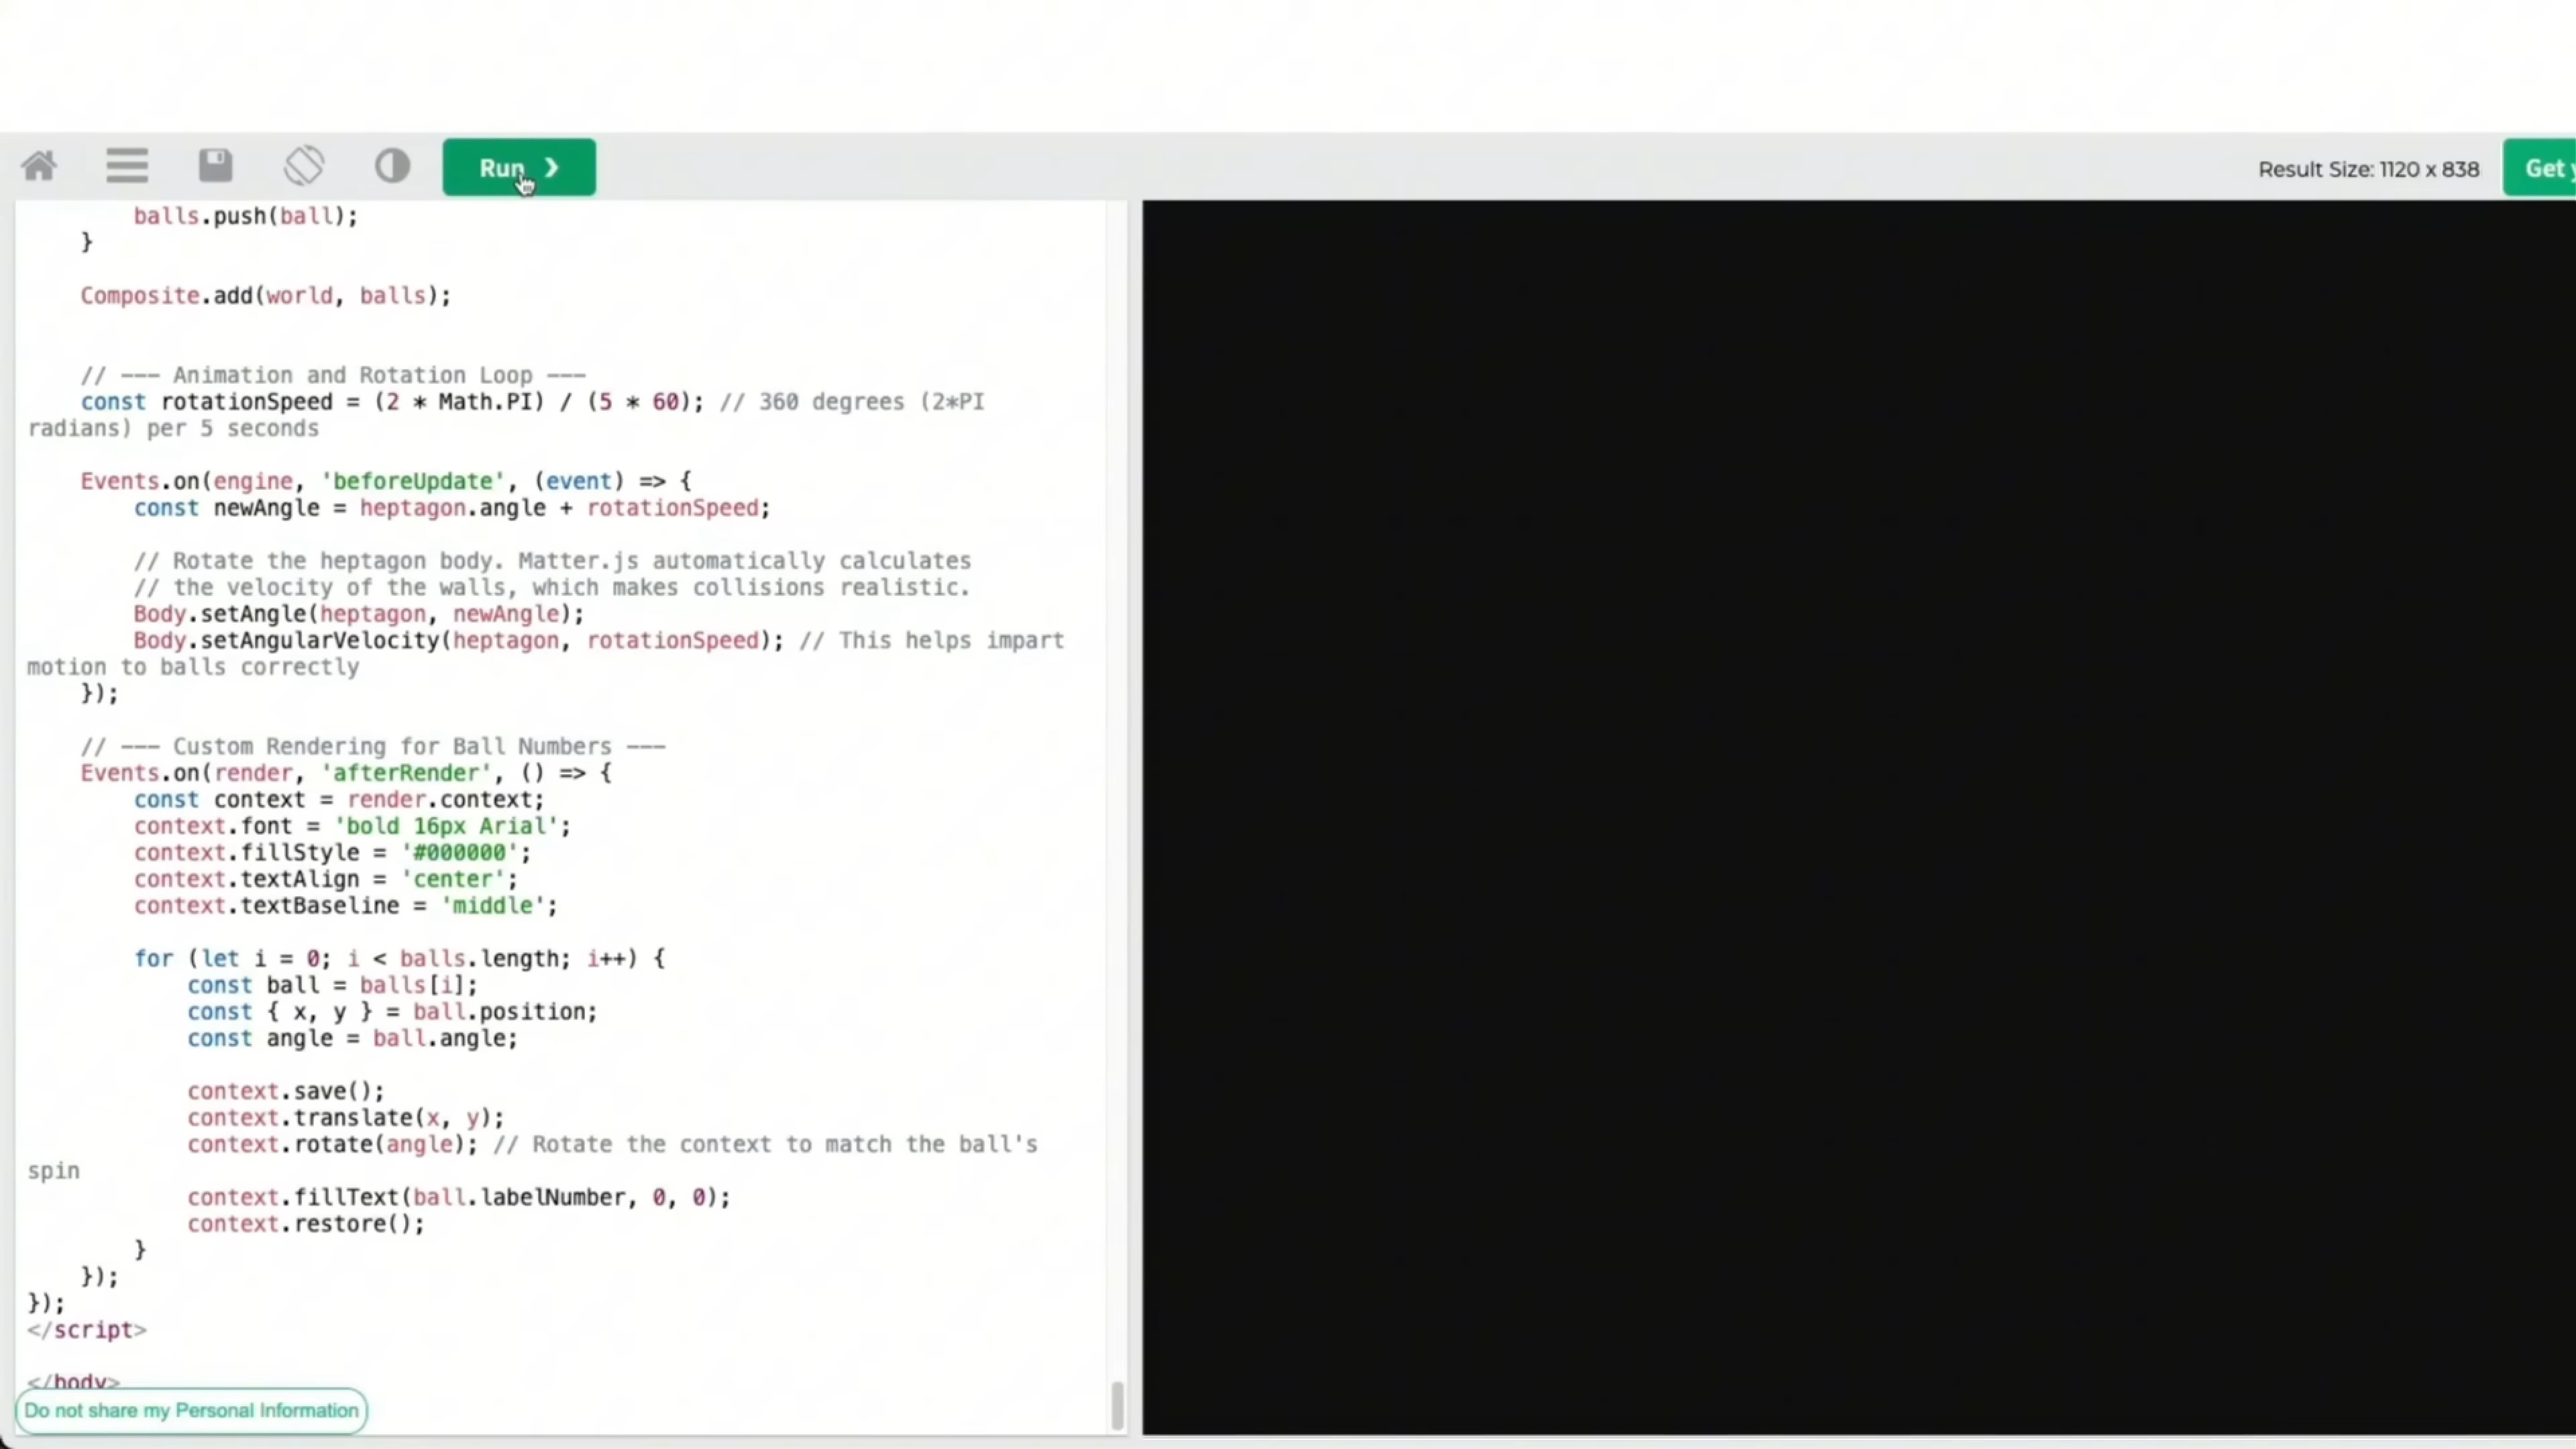 Run ❯
Result Size: 1120 x 838
Get
balls.push(ball);
}
Composite.add(world, balls);
// --- Animation and Rotation Loop ---
const rotationSpeed = (2 * Math.PI) / (5 * 60); // 360 degrees (2*PI
radians) per 5 seconds
Events.on(engine, 'beforeUpdate', (event) => {
const newAngle = heptagon.angle + rotationSpeed;
// Rotate the heptagon body. Matter.js automatically calculates
// the velocity of the walls, which makes collisions realistic.
Body.setAngle(heptagon, newAngle);
Body.setAngularVelocity(heptagon, rotationSpeed); // This helps impart
motion to balls correctly
});
// --- Custom Rendering for Ball Numbers ---
Events.on(render, 'afterRender', () => {
const context = render.context;
context.font = 'bold 16px Arial';
context.fillStyle = '#000000';
context.textAlign = 'center';
context.textBaseline = 'middle';
for (let i = 0; i < balls.length; i++) {
const ball = balls[i];
const { x, y } = ball.position;
const angle = ball.angle;
context.save();
context.translate(x, y);
context.rotate(angle); // Rotate the context to match the ball's
spin
context.fillText(ball.labelNumber, 0, 0);
context.restore();
}
});
});
</script>
</body>
Do not share my Personal Information